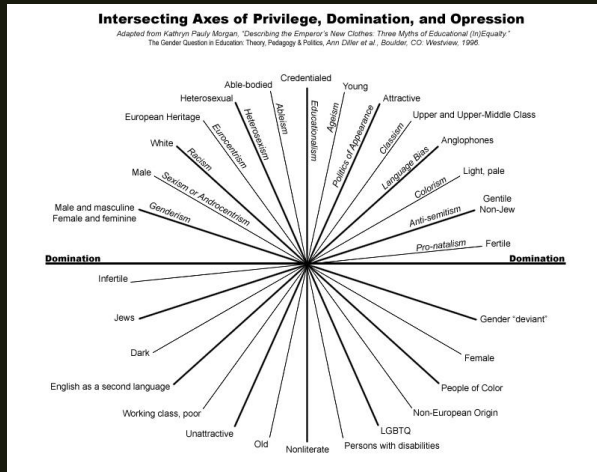 Intersecting Axes of Privilege, Domination, and Opression
Adapted from Kathryn Pauly Morgan, "Describing the Emperor's New Clothes: Three Myths of Educational (In)Equality."
The Gender Question in Education: Theory, Pedagogy & Politics, Ann Diller et al., Boulder, CO: Westview, 1996.
Credentialed
Able-bodied
Young
Heterosexual
Attractive
European Heritage
Upper and Upper-Middle Class
White
Anglophones
Male
Light, pale
Male and masculine
Female and feminine
Gentile
Non-Jew
Fertile
Genderism
Sexism or Androcentrism
Racism
Eurocentrism
Heterosexism
Ableism
Educationalism
Ageism
Politics of Appearance
Classism
Language Bias
Colorism
Anti-semitism
Pro-natalism
Domination
Domination
Infertile
Jews
Gender "deviant"
Dark
Female
English as a second language
People of Color
Working class, poor
Non-European Origin
Unattractive
LGBTQ
Old
Nonliterate
Persons with disabilities